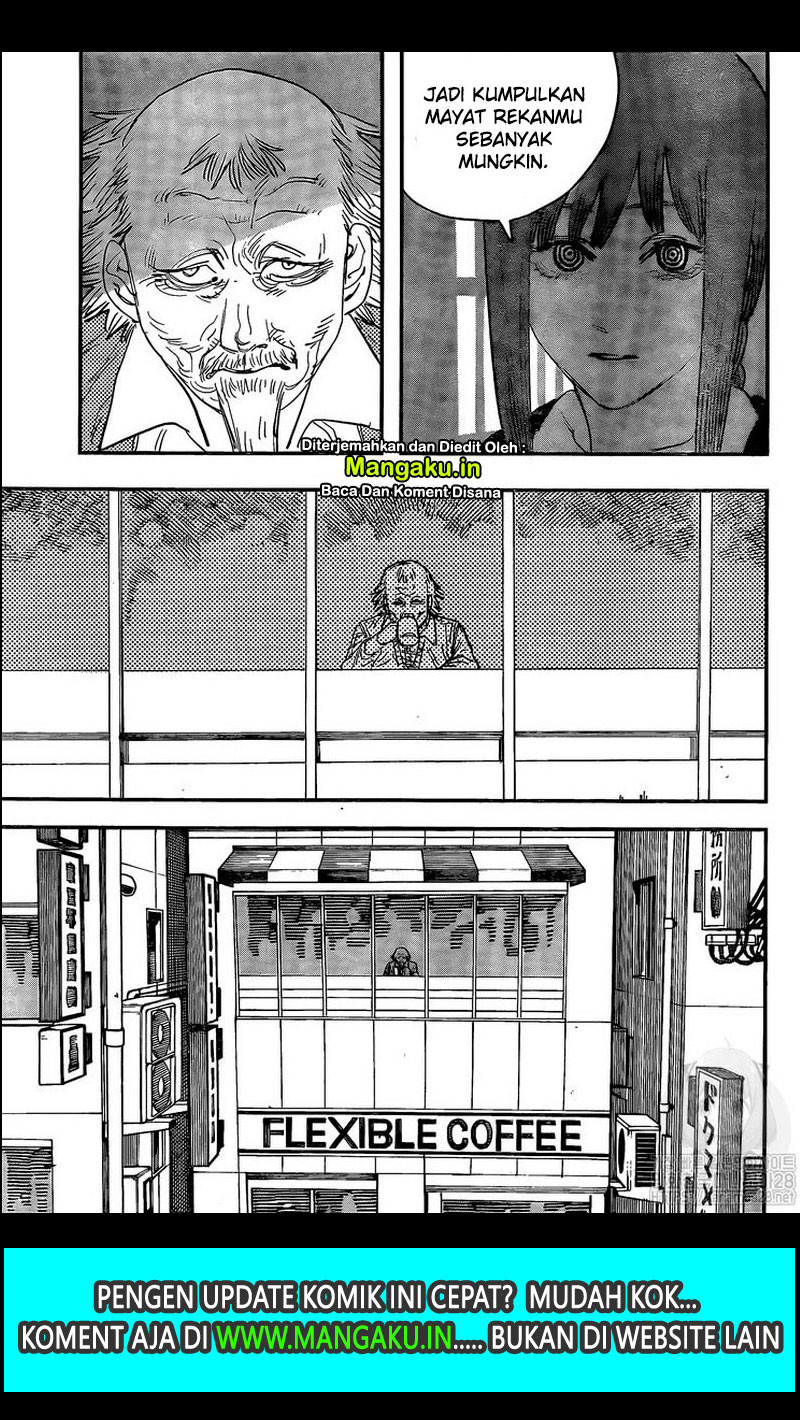 JADI KUMPULKAN
MAYAT REKANMU
SEBANYAK
MUNGKIN.
Diterjemahkan dan Diedit Oleh :
Mangaku.in
Baca Dan Koment Disana
FLEXIBLE COFFEE
PENGEN UPDATE KOMIK INI CEPAT? MUDAH KOK...
KOMENT AJA DI WWW.MANGAKU.IN..... BUKAN DI WEBSITE LAIN